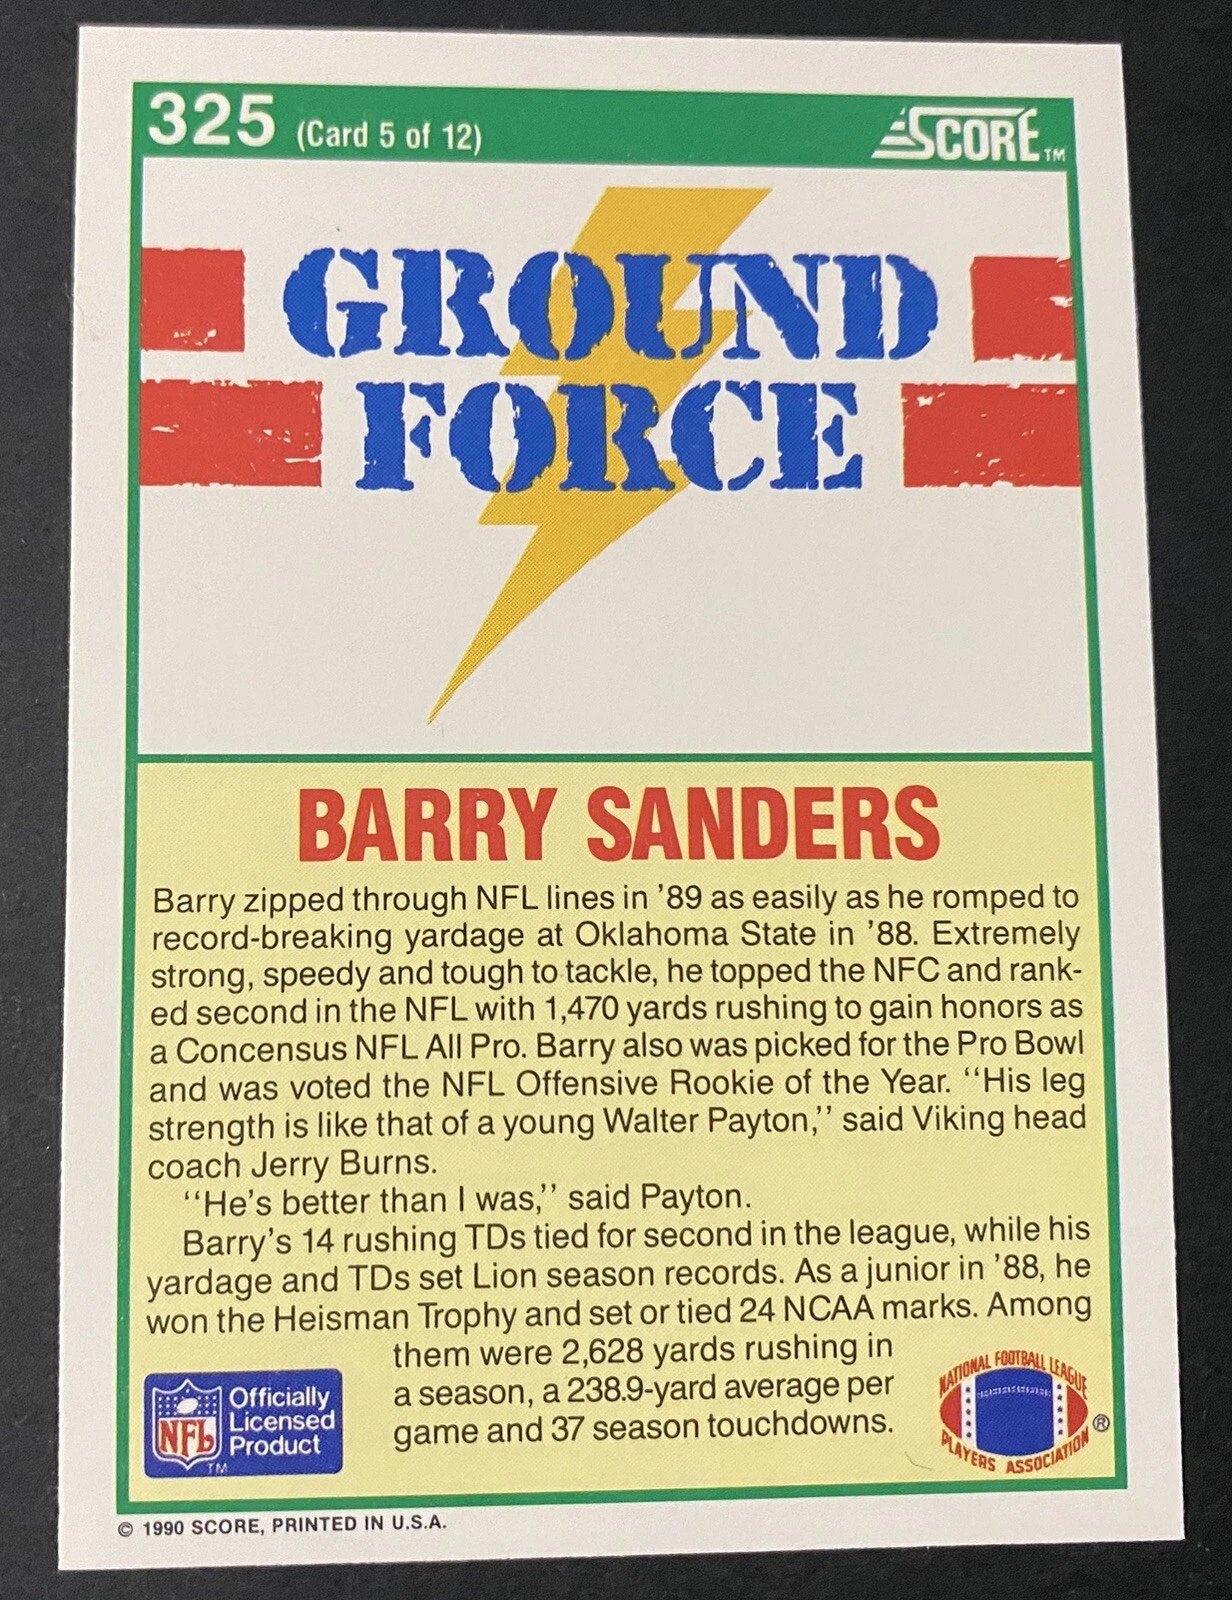 325 (Card 5 of 12) SCORE TM
GROUND
FORCE
BARRY SANDERS
Barry zipped through NFL lines in '89 as easily as he romped to
record-breaking yardage at Oklahoma State in '88. Extremely
strong, speedy and tough to tackle, he topped the NFC and rank-
ed second in the NFL with 1,470 yards rushing to gain honors as
a Concensus NFL All Pro. Barry also was picked for the Pro Bowl
and was voted the NFL Offensive Rookie of the Year. ''His leg
strength is like that of a young Walter Payton,'' said Viking head
coach Jerry Burns.
''He's better than I was,'' said Payton.
Barry's 14 rushing TDs tied for second in the league, while his
yardage and TDs set Lion season records. As a junior in '88, he
won the Heisman Trophy and set or tied 24 NCAA marks. Among
them were 2,628 yards rushing in
a season, a 238.9-yard average per
game and 37 season touchdowns.
NFL TM
Officially
Licensed
Product
NATIONAL FOOTBALL LEAGUE
PLAYERS ASSOCIATION ®
© 1990 SCORE, PRINTED IN U.S.A.